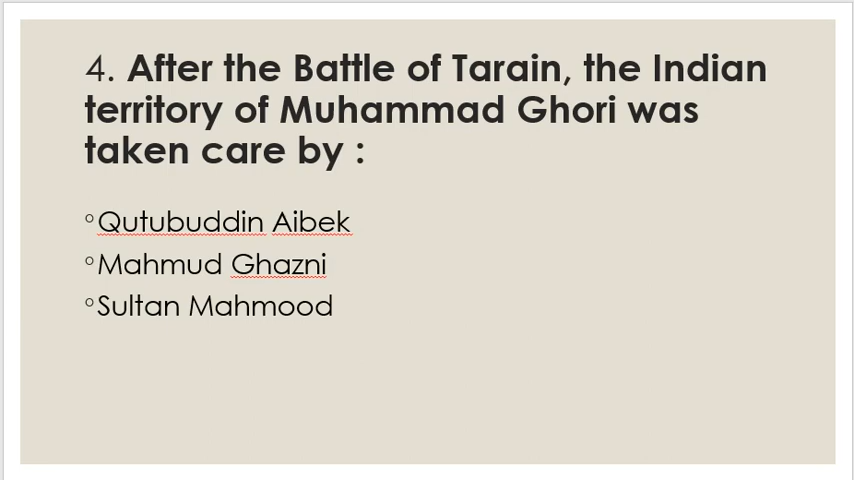 4. After the Battle of Tarain, the Indian
territory of Muhammad Ghori was
taken care by :
°Qutubuddin Aibek
°Mahmud Ghazni
°Sultan Mahmood